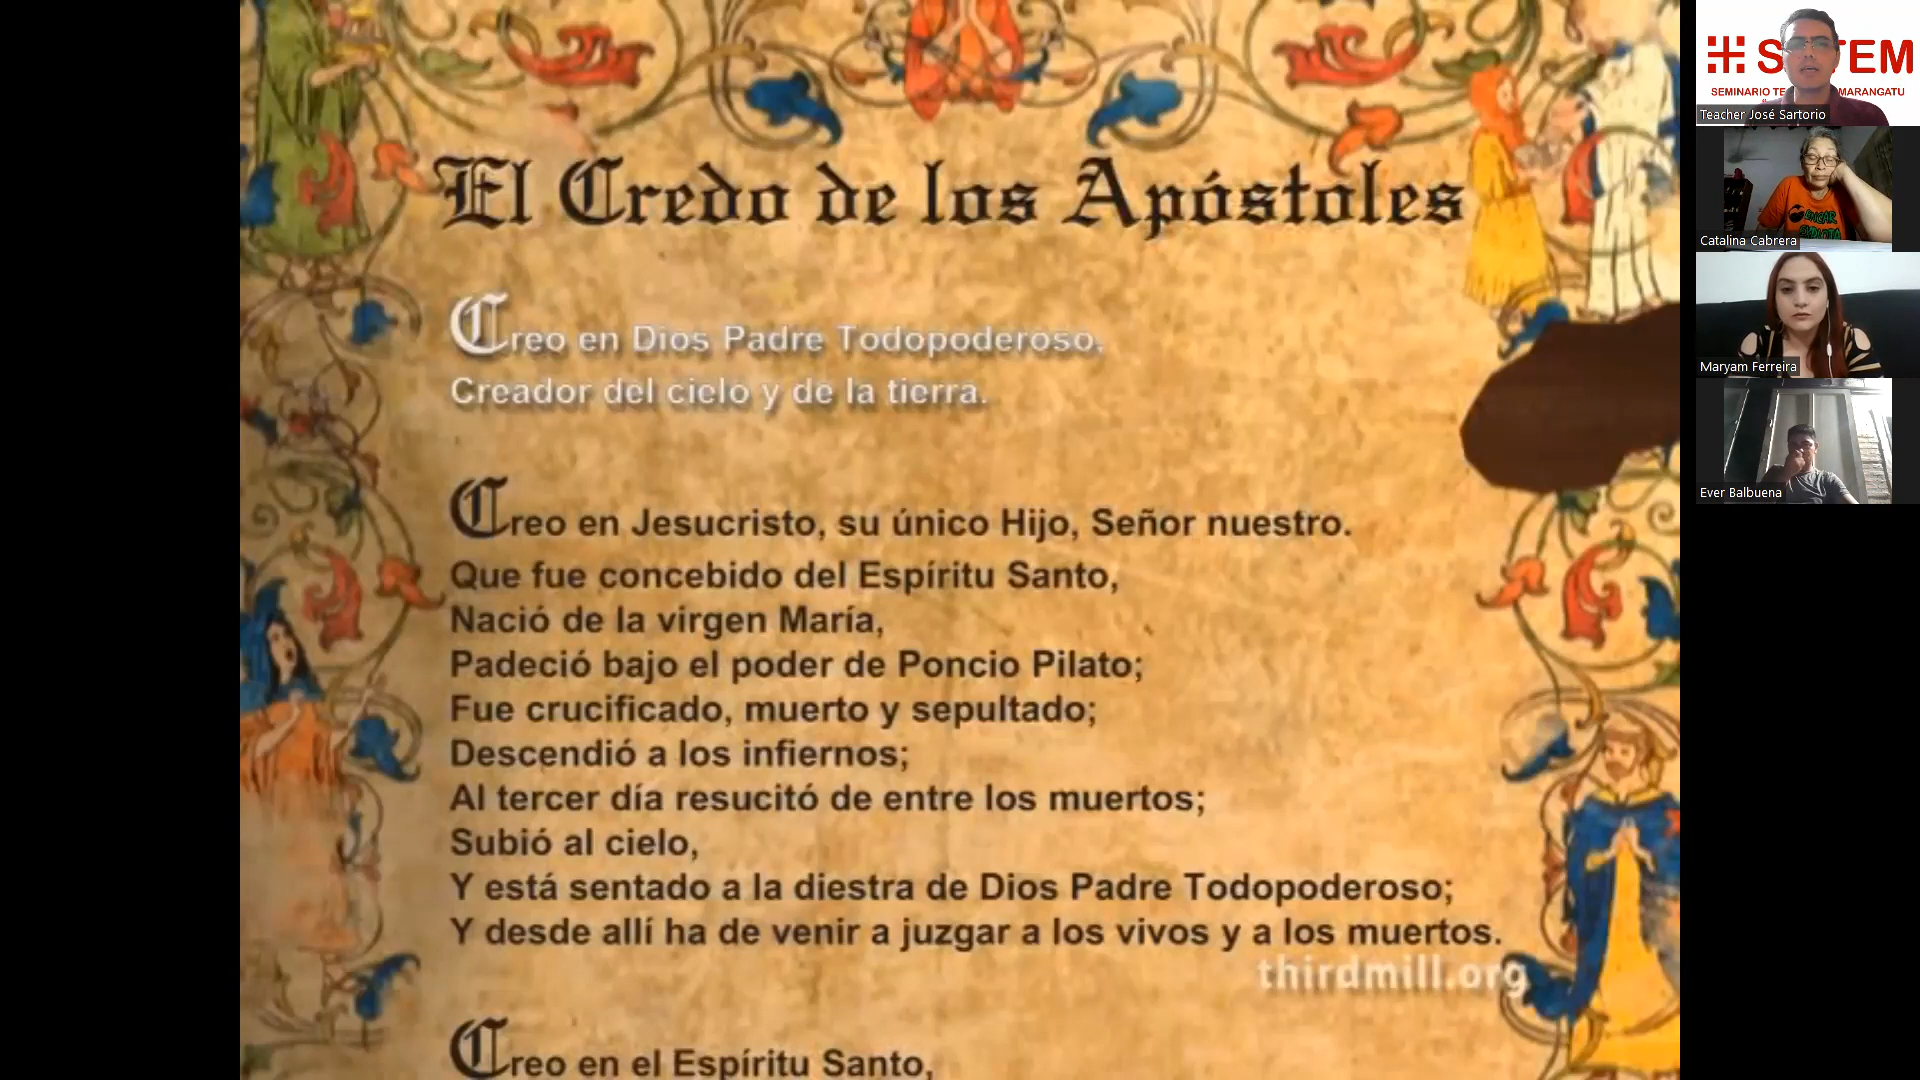 El Credo de los Apóstoles
Creo en Dios Padre Todopoderoso,
Creador del cielo y de la tierra.
Creo en Jesucristo, su único Hijo, Señor nuestro.
Que fue concebido del Espíritu Santo,
Nació de la virgen María,
Padeció bajo el poder de Poncio Pilato;
Fue crucificado, muerto y sepultado;
Descendió a los infiernos;
Al tercer día resucitó de entre los muertos;
Subió al cielo,
Y está sentado a la diestra de Dios Padre Todopoderoso;
Y desde allí ha de venir a juzgar a los vivos y a los muertos.
thirdmill.org
Creo en el Espíritu Santo,
SEMINARIO TE MARANGATU
Teacher José Sartorio
Catalina Cabrera
Maryam Ferreira
Ever Balbuena